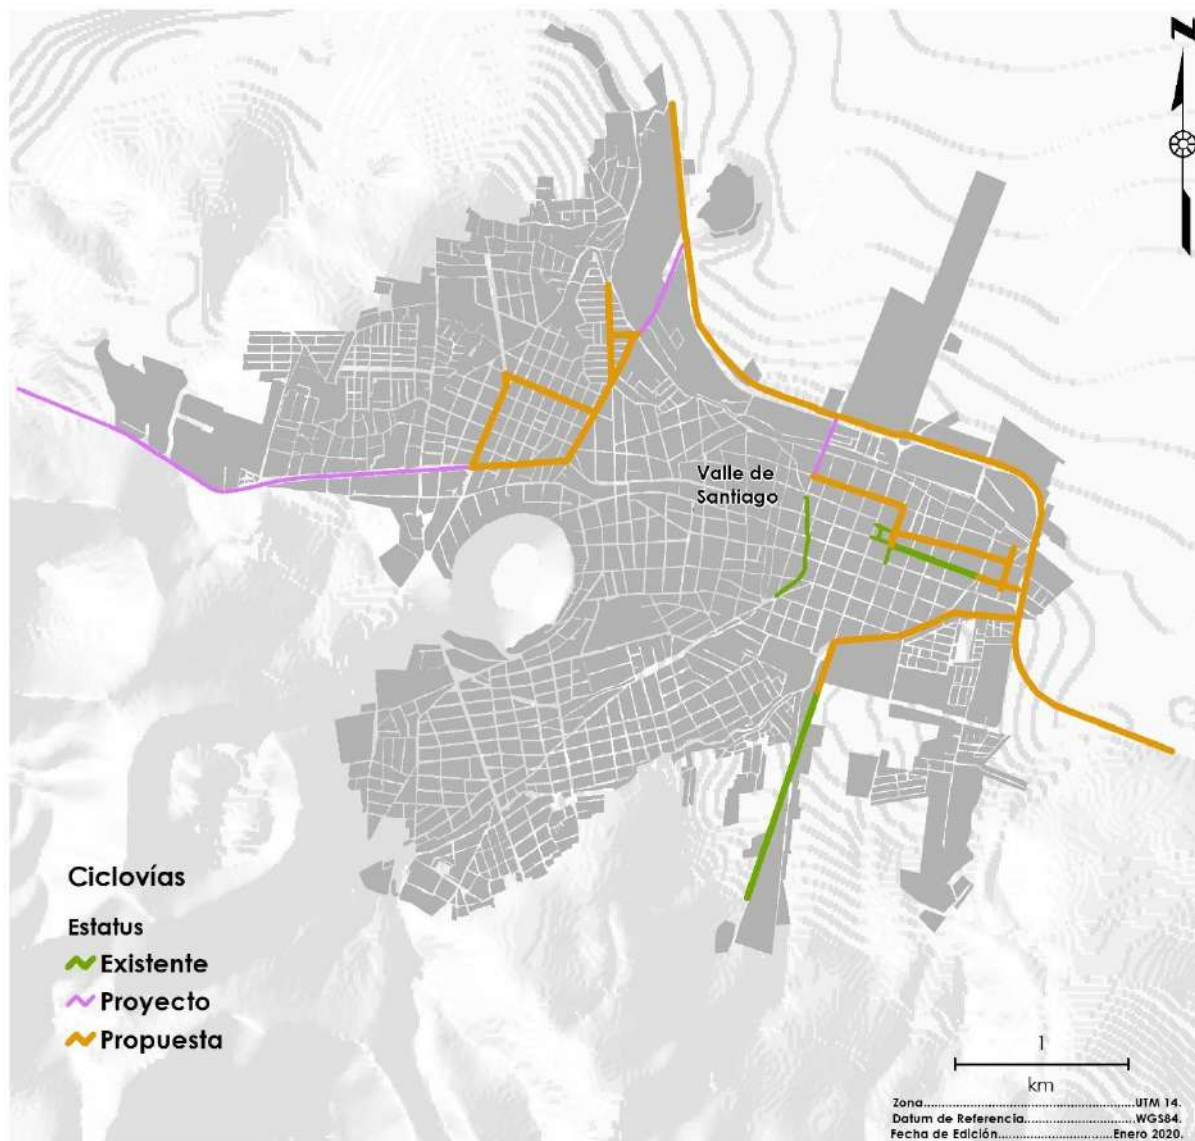 N
Valle de
Santiago
Ciclovías
Estatus
Existente
Proyecto
Propuesta
1
km
Zona..............................................UTM 14.
Datum de Referencia.....................WGS84.
Fecha de Edición.....................Enero 2020.